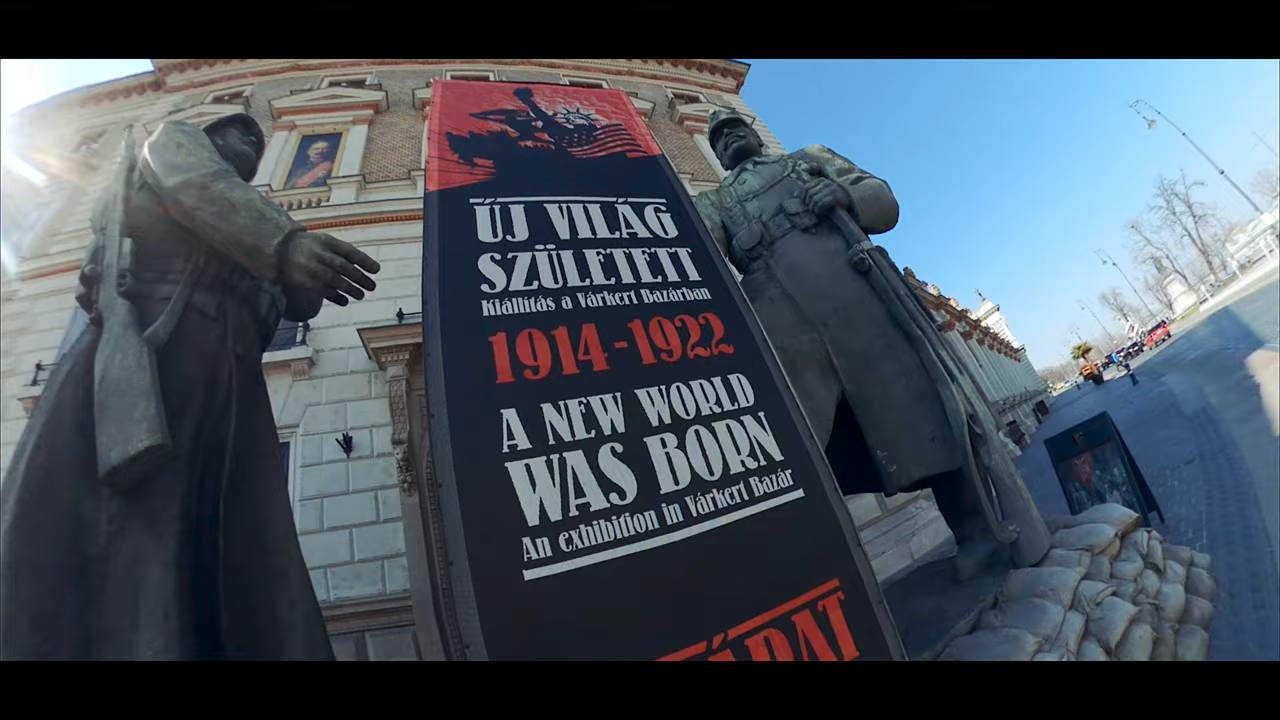 ÚJ VILÁG
SZÜLETETT
Kiállítás a Várkert Bazárban
1914-1922
A NEW WORLD
WAS BORN
An exhibition in Várkert Bazár